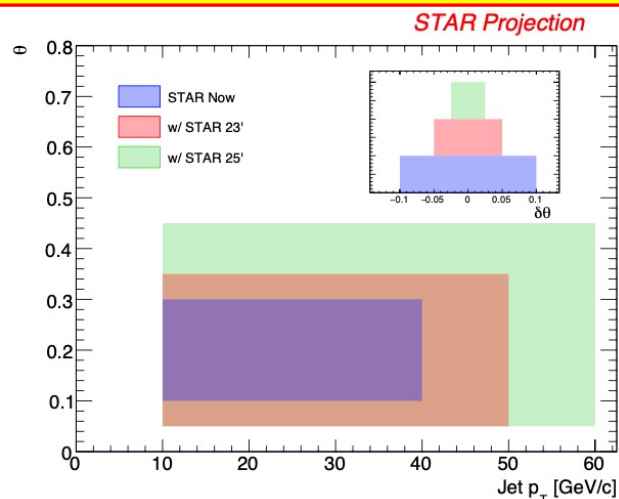 STAR Projection
θ
0.8
0.7
0.6
0.5
0.4
0.3
0.2
0.1
0
STAR Now
w/ STAR 23'
w/ STAR 25'
−0.1 −0.05 0 0.05 0.1
δθ
0 10 20 30 40 50 60
Jet p_T [GeV/c]